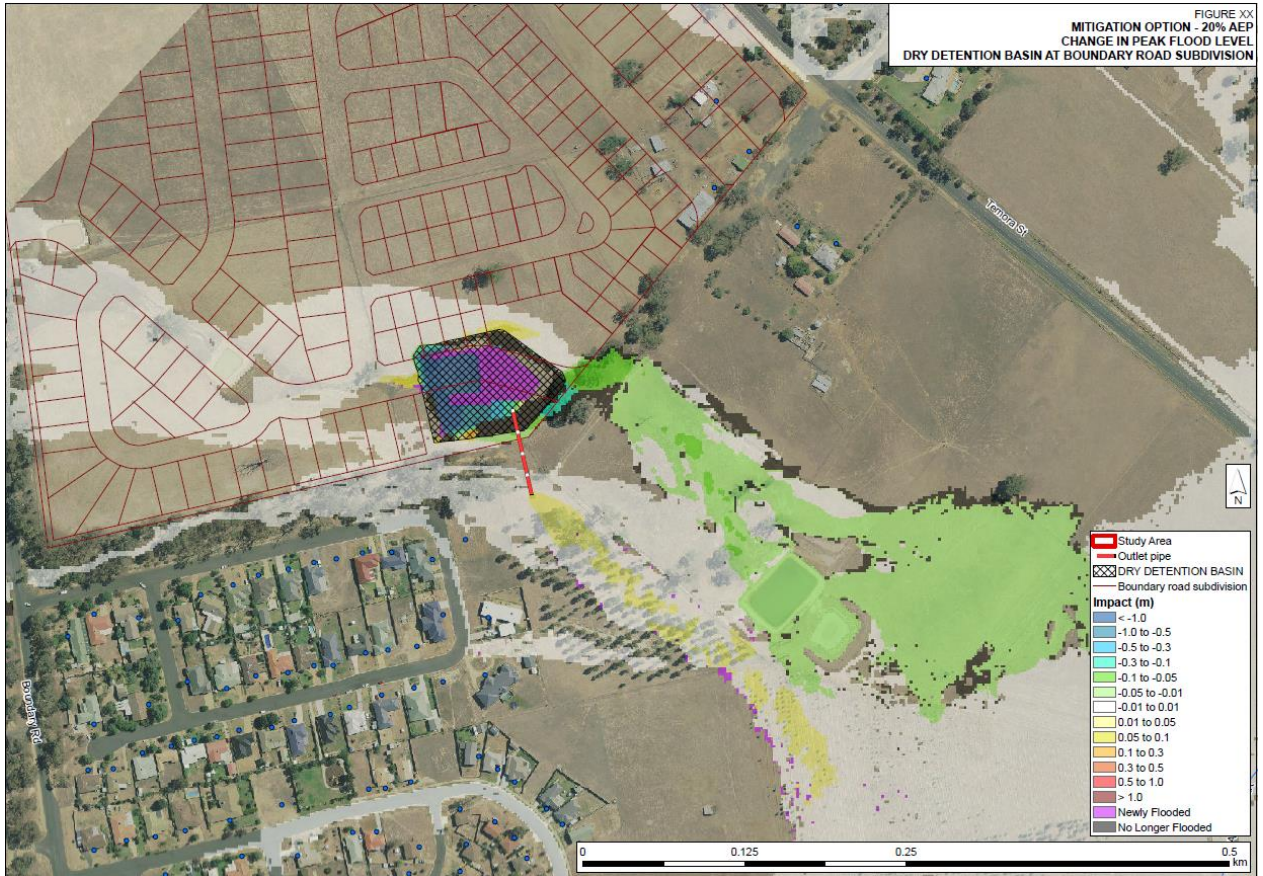 FIGURE XX
MITIGATION OPTION - 20% AEP
CHANGE IN PEAK FLOOD LEVEL
DRY DETENTION BASIN AT BOUNDARY ROAD SUBDIVISION
Temora St
Boundary Rd
N
Study Area
Outlet pipe
DRY DETENTION BASIN
Boundary road subdivision
Impact (m)
< -1.0
-1.0 to -0.5
-0.5 to -0.3
-0.3 to -0.1
-0.1 to -0.05
-0.05 to -0.01
-0.01 to 0.01
0.01 to 0.05
0.05 to 0.1
0.1 to 0.3
0.3 to 0.5
0.5 to 1.0
> 1.0
Newly Flooded
No Longer Flooded
0 0.125 0.25 0.5
km